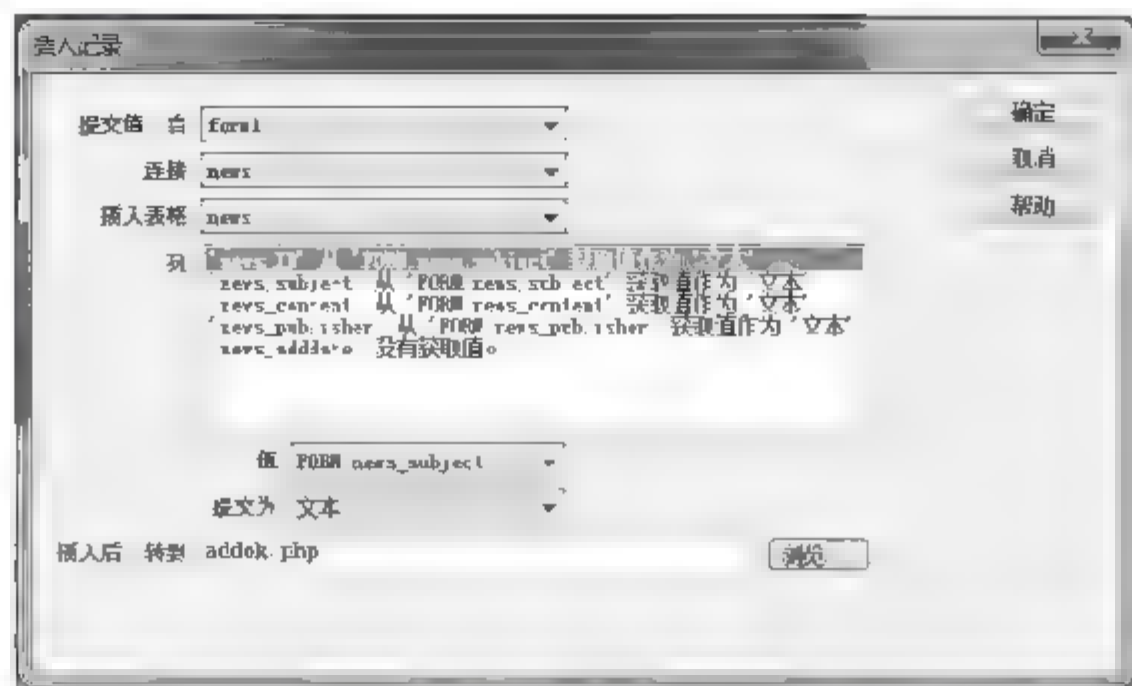 插入记录
提交值 自 form1
确定
连接 news
取消
插入表格 news
帮助
列
news_subject 从 'FORM news_subject' 获取值作为 '文本'
news_content 从 'FORM news_content' 获取值作为 '文本'
'news_publisher 从 'FORM news_publisher 获取值作为 '文本'
news_adddate 没有获取值。
值 FORM news_subject
提交为 文本
插入后 转到 addok.php
浏览